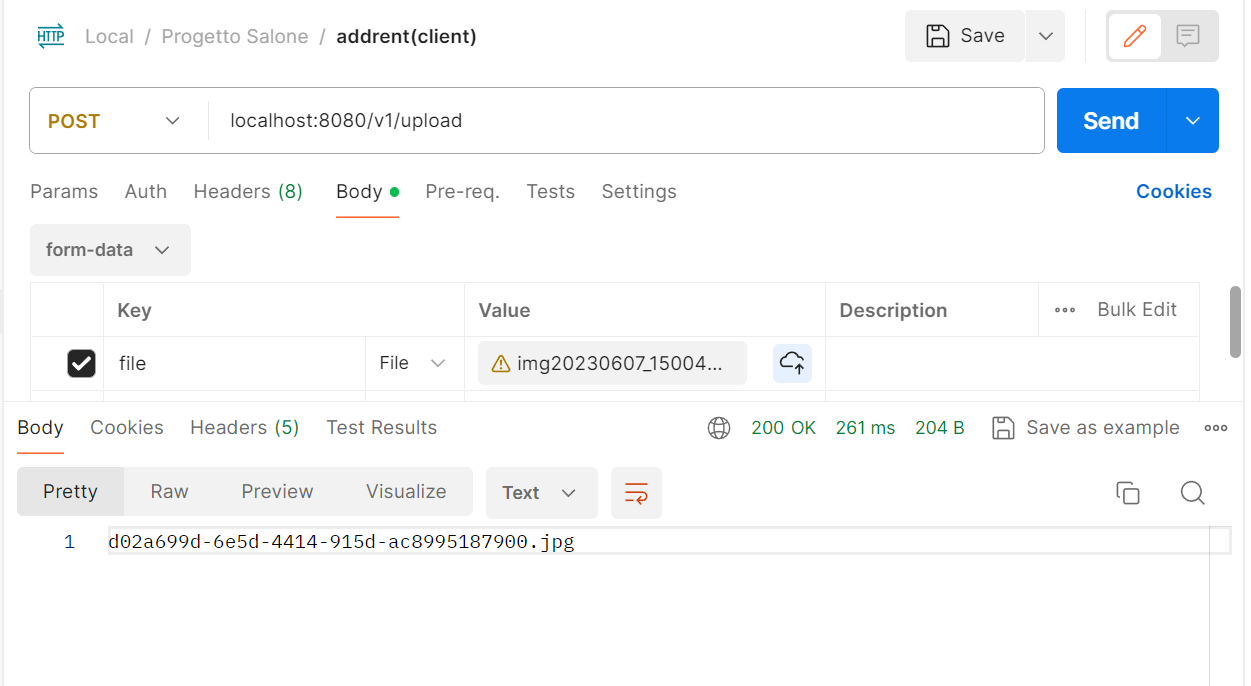 HTTP Local / Progetto Salone / addrent(client) Save
POST localhost:8080/v1/upload Send
Params Auth Headers (8) Body Pre-req. Tests Settings Cookies
form-data
Key Value Description ••• Bulk Edit
file File img20230607_15004...
Body Cookies Headers (5) Test Results 200 OK 261 ms 204 B Save as example •••
Pretty Raw Preview Visualize Text
1 d02a699d-6e5d-4414-915d-ac8995187900.jpg